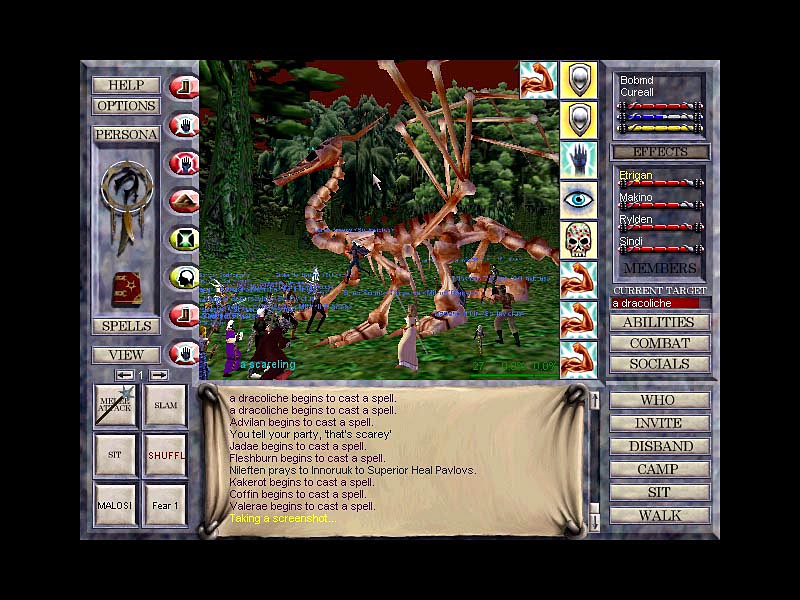 HELP
OPTIONS
PERSONA
SPELLS
VIEW
1
MELEE ATTACK
SLAM
SIT
SHUFFL
MALOSI
Fear 1
a scareling
a dracoliche begins to cast a spell.
a dracoliche begins to cast a spell.
Advilan begins to cast a spell.
You tell your party, 'that's scarey'
Jadae begins to cast a spell.
Fleshburn begins to cast a spell.
Nileften prays to Innoruuk to Superior Heal Pavlovs.
Kakerot begins to cast a spell.
Coffin begins to cast a spell.
Valerae begins to cast a spell.
Taking a screenshot...
Bobmd
Cureall
EFFECTS
Etrigan
Makino
Rylden
Sindi
MEMBERS
CURRENT TARGET
a dracoliche
ABILITIES
COMBAT
SOCIALS
WHO
INVITE
DISBAND
CAMP
SIT
WALK